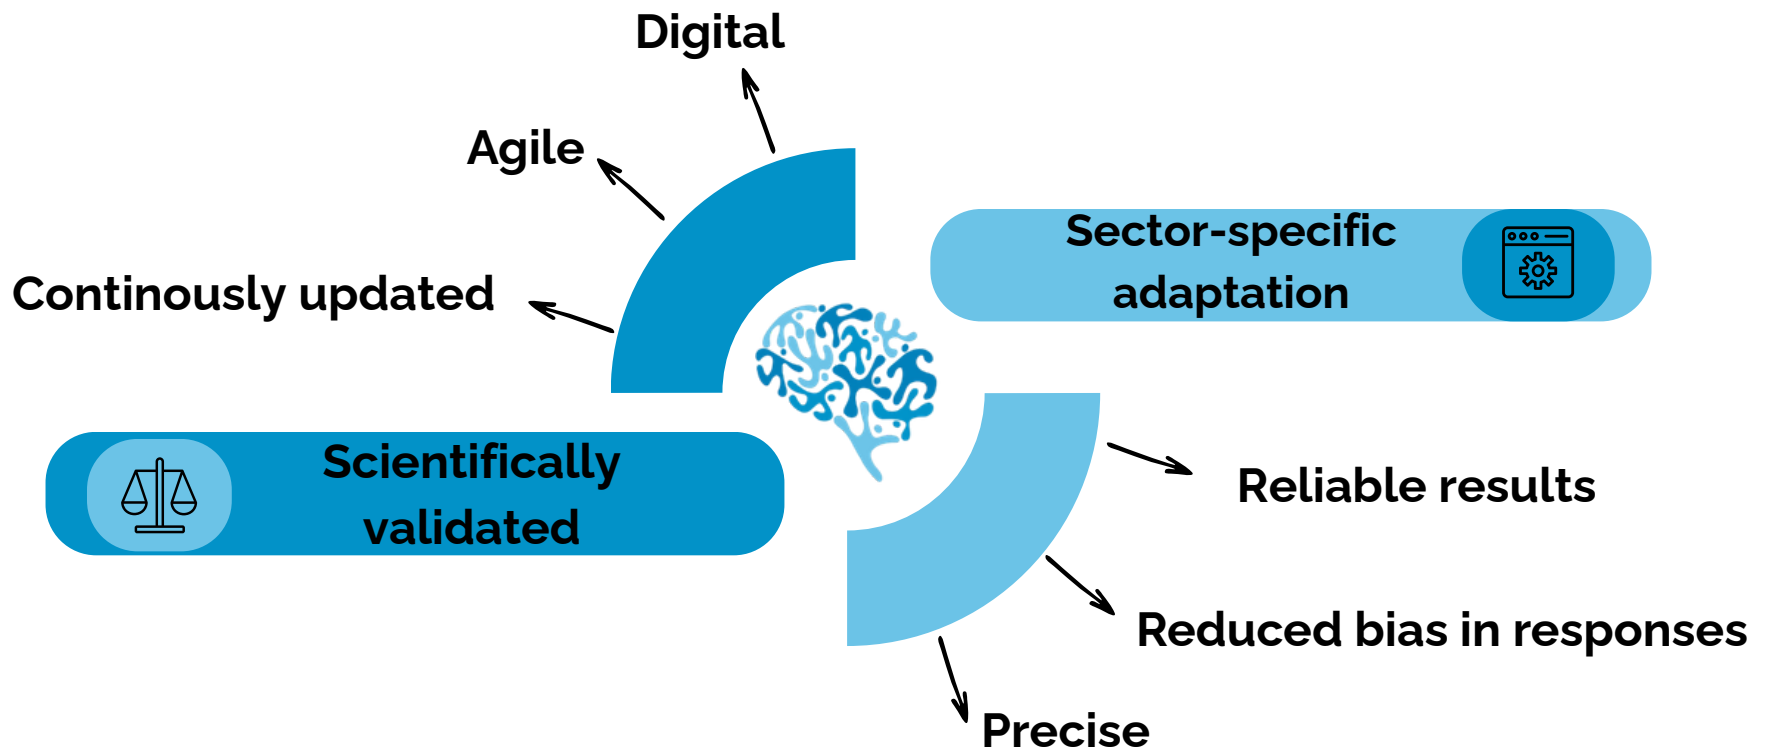 Digital
Agile
Continously updated
Sector-specific
adaptation
Scientifically
validated
Reliable results
Reduced bias in responses
Precise